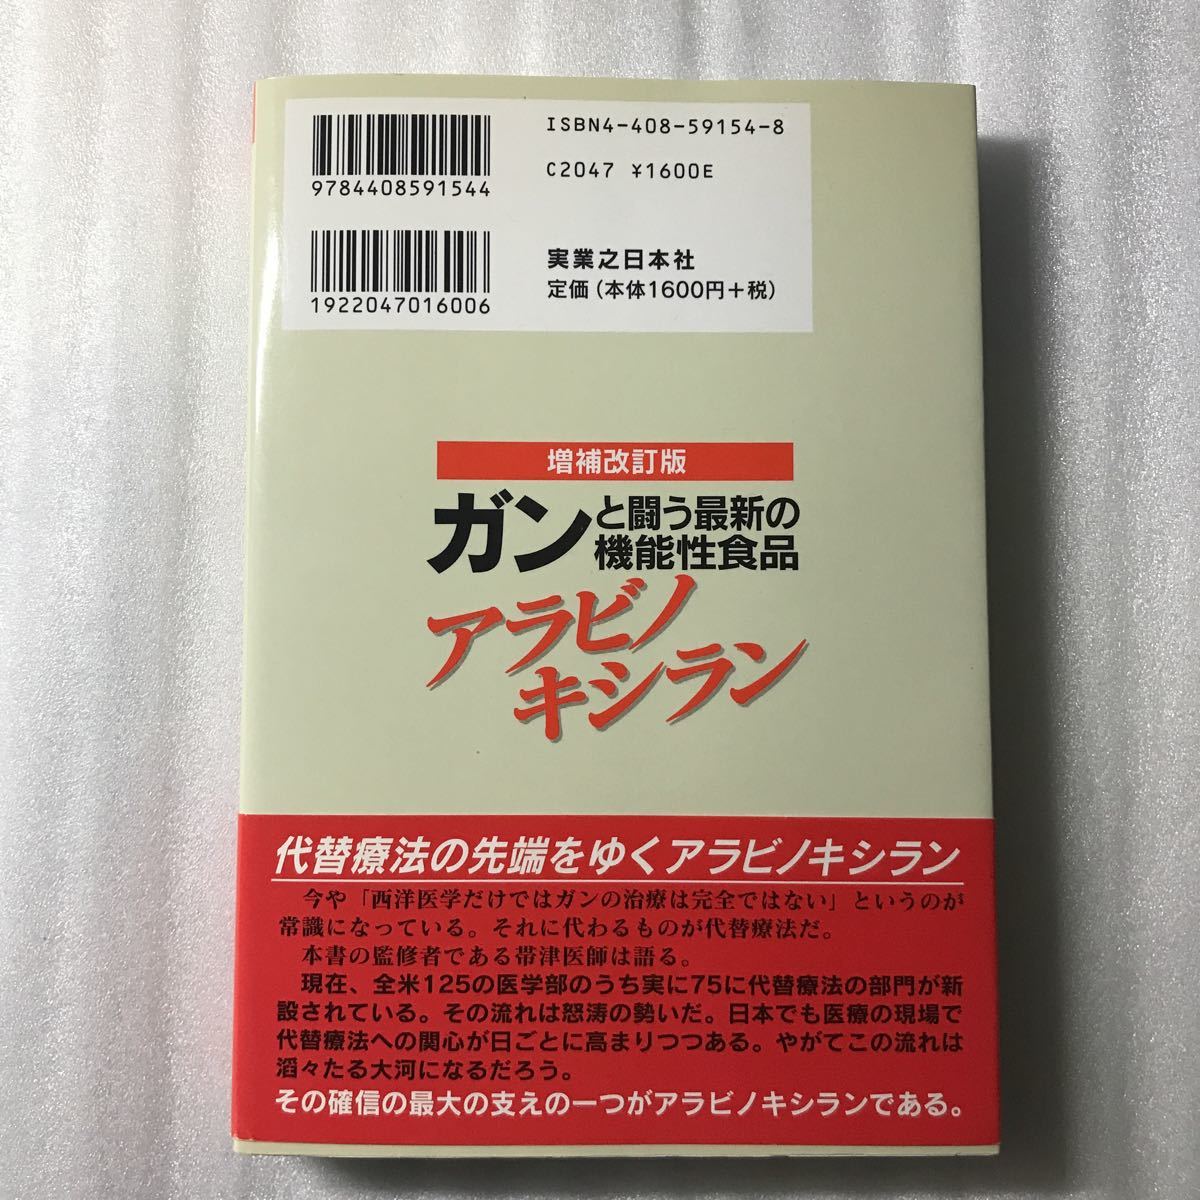 ISBN4-408-59154-8
9784408591544
C2047 ¥1600E
1922047016006
実業之日本社
定価(本体1600円+税)
増補改訂版
ガンと闘う最新の
機能性食品
アラビノ
キシラン
代替療法の先端をゆくアラビノキシラン
今や「西洋医学だけではガンの治療は完全ではない」というのが
常識になっている。それに代わるものが代替療法だ。
本書の監修者である帯津医師は語る。
現在、全米125の医学部のうち実に75に代替療法の部門が新
設されている。その流れは怒涛の勢いだ。日本でも医療の現場で
代替療法への関心が日ごとに高まりつつある。やがてこの流れは
滔々たる大河になるだろう。
その確信の最大の支えの一つがアラビノキシランである。